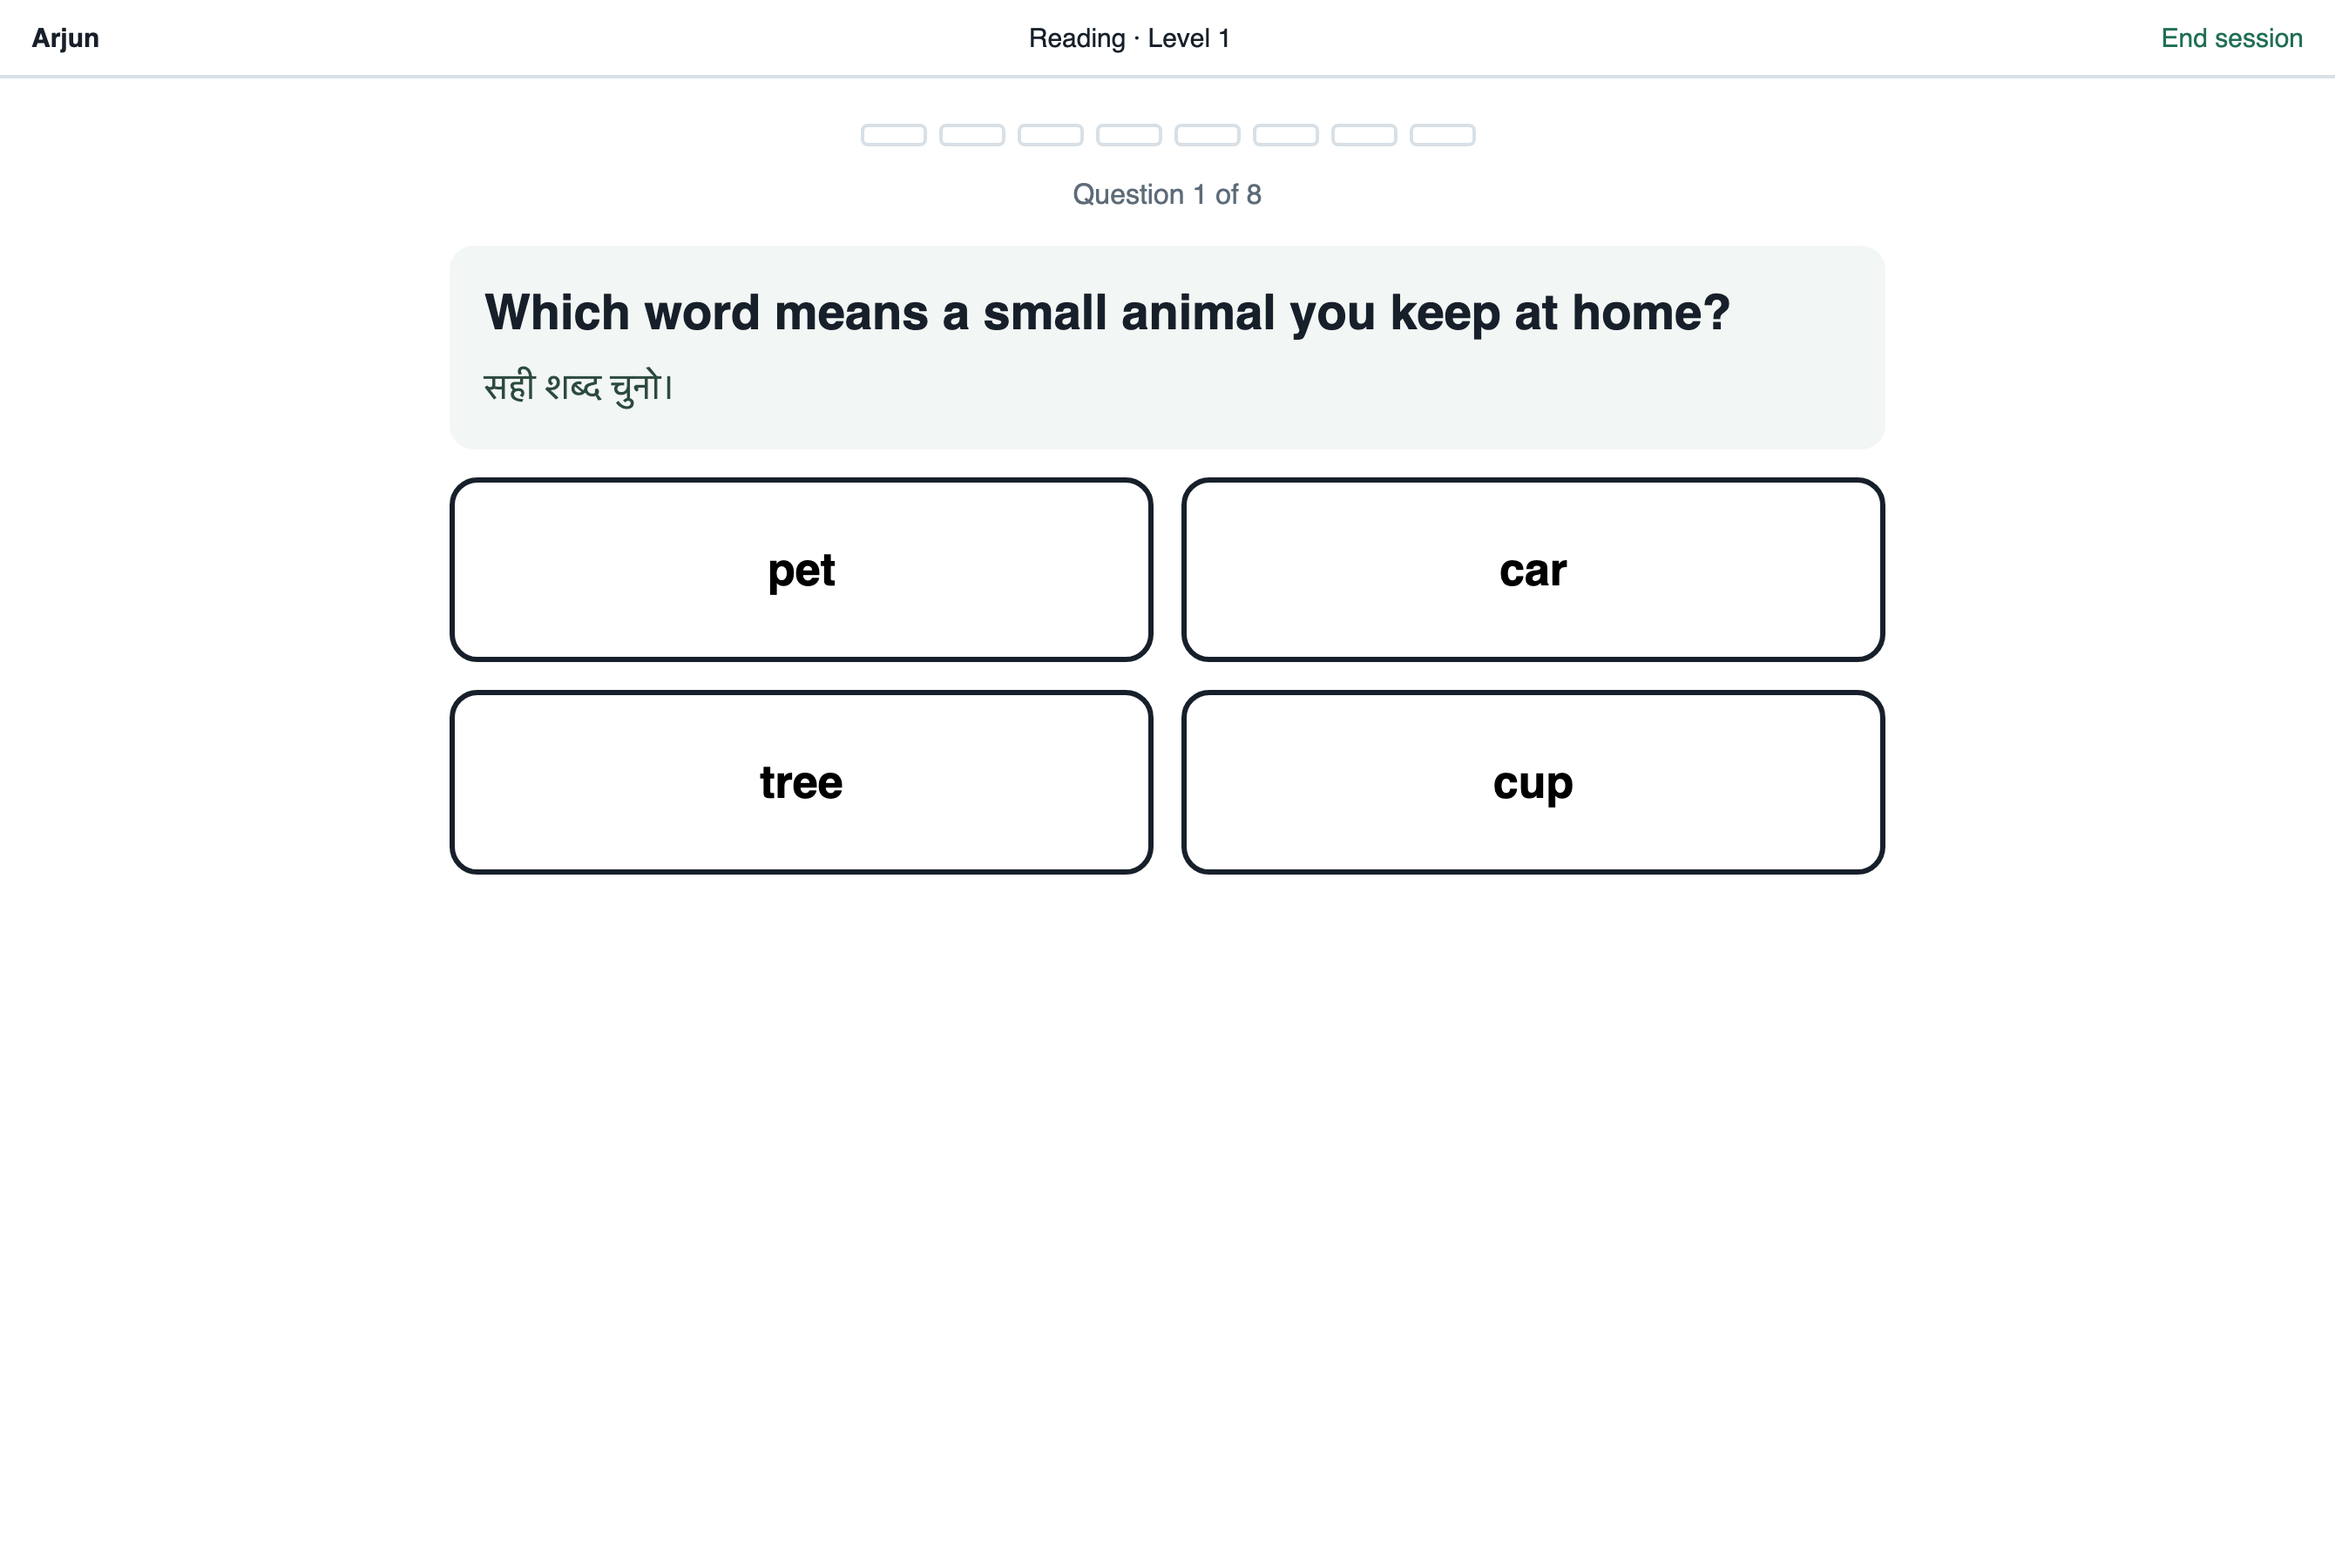 Arjun
Reading · Level 1
End session
Question 1 of 8
Which word means a small animal you keep at home?
सही शब्द चुनो।
pet
car
tree
cup